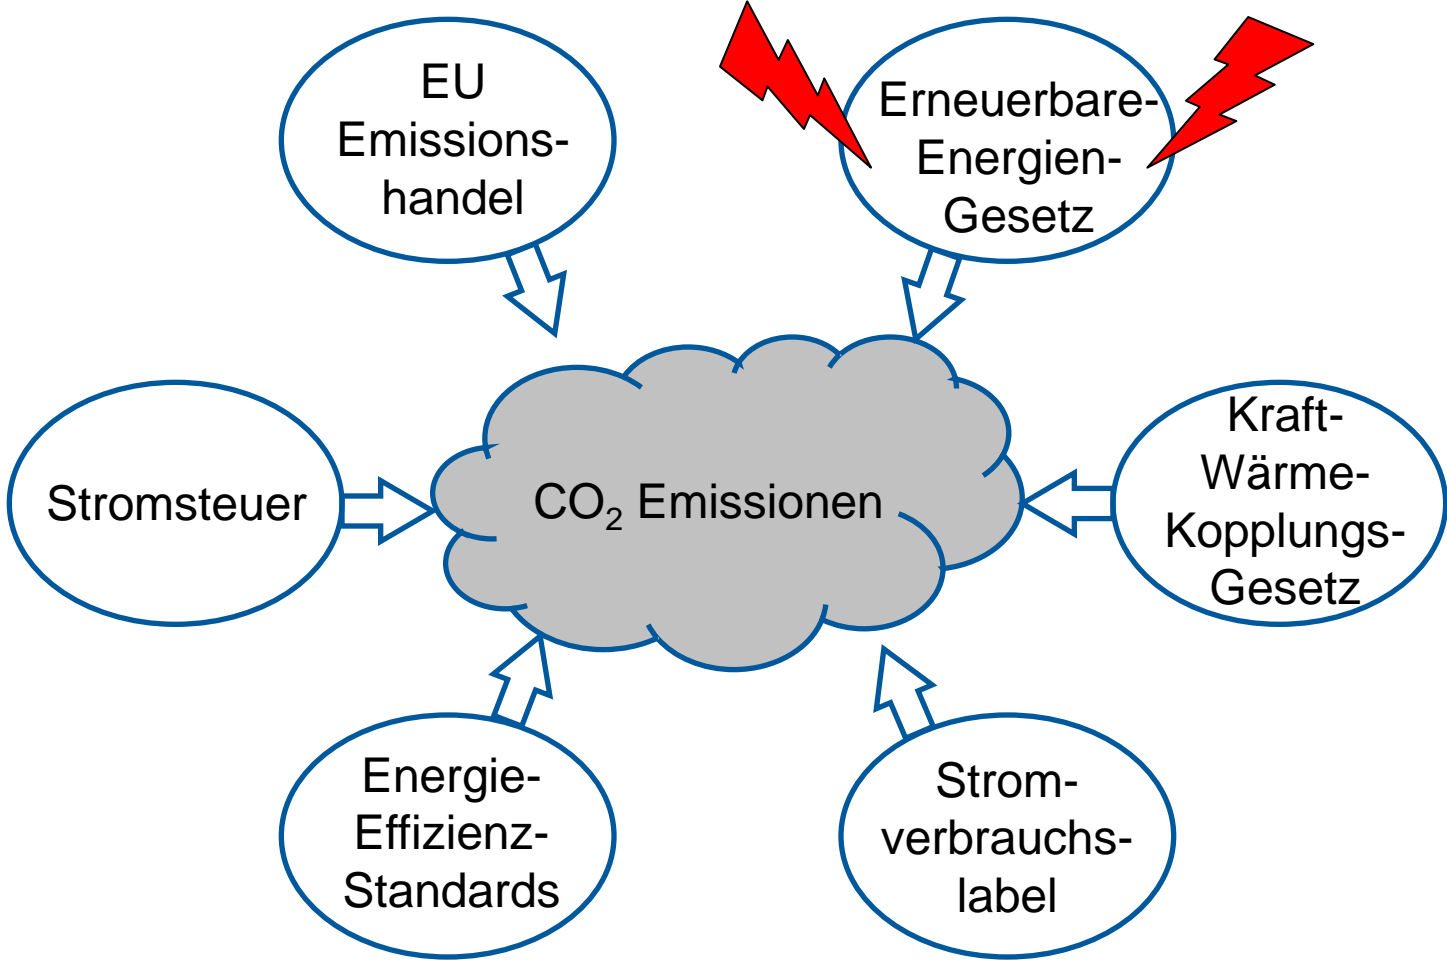 EU
Emissions-
handel
Erneuerbare-
Energien-
Gesetz
Stromsteuer
CO₂ Emissionen
Kraft-
Wärme-
Kopplungs-
Gesetz
Energie-
Effizienz-
Standards
Strom-
verbrauchs-
label